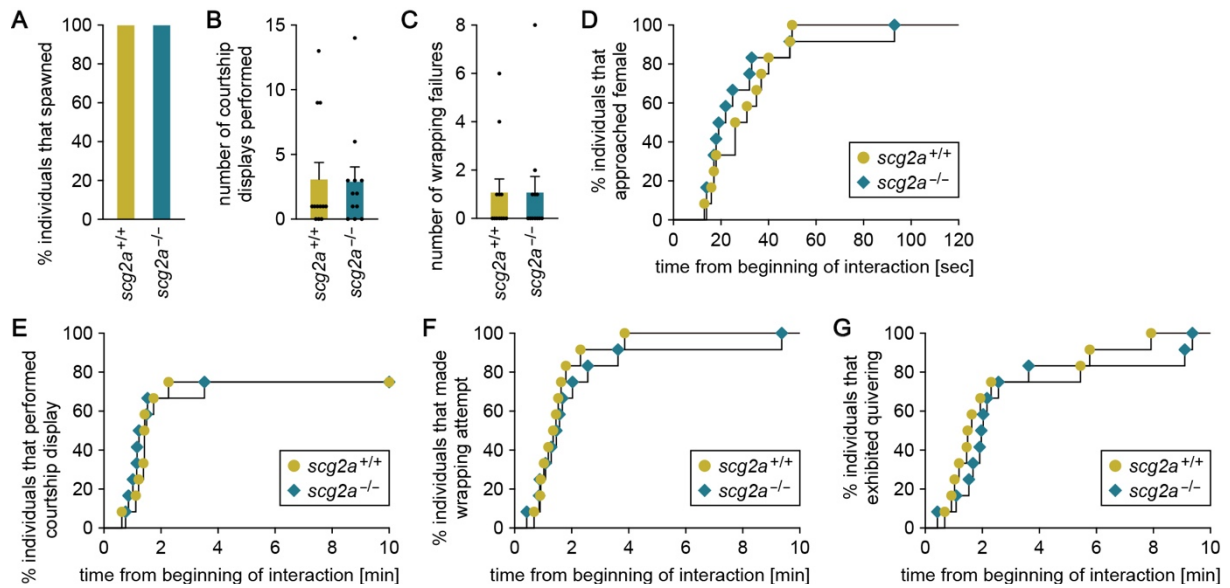 A
% individuals that spawned
100
80
60
40
20
0
scg2a+/+
scg2a−/−
B
number of courtship
displays performed
15
10
5
0
scg2a+/+
scg2a−/−
C
number of wrapping failures
8
6
4
2
0
scg2a+/+
scg2a−/−
D
% individuals that
approached female
100
80
60
40
20
0
0 20 40 60 80 100 120
time from beginning of interaction [sec]
scg2a+/+
scg2a−/−
E
% individuals that performed
courtship display
100
80
60
40
20
0
0 2 4 6 8 10
time from beginning of interaction [min]
scg2a+/+
scg2a−/−
F
% individuals that made
wrapping attempt
100
80
60
40
20
0
0 2 4 6 8 10
time from beginning of interaction [min]
scg2a+/+
scg2a−/−
G
% individuals that
exhibited quivering
100
80
60
40
20
0
0 2 4 6 8 10
time from beginning of interaction [min]
scg2a+/+
scg2a−/−